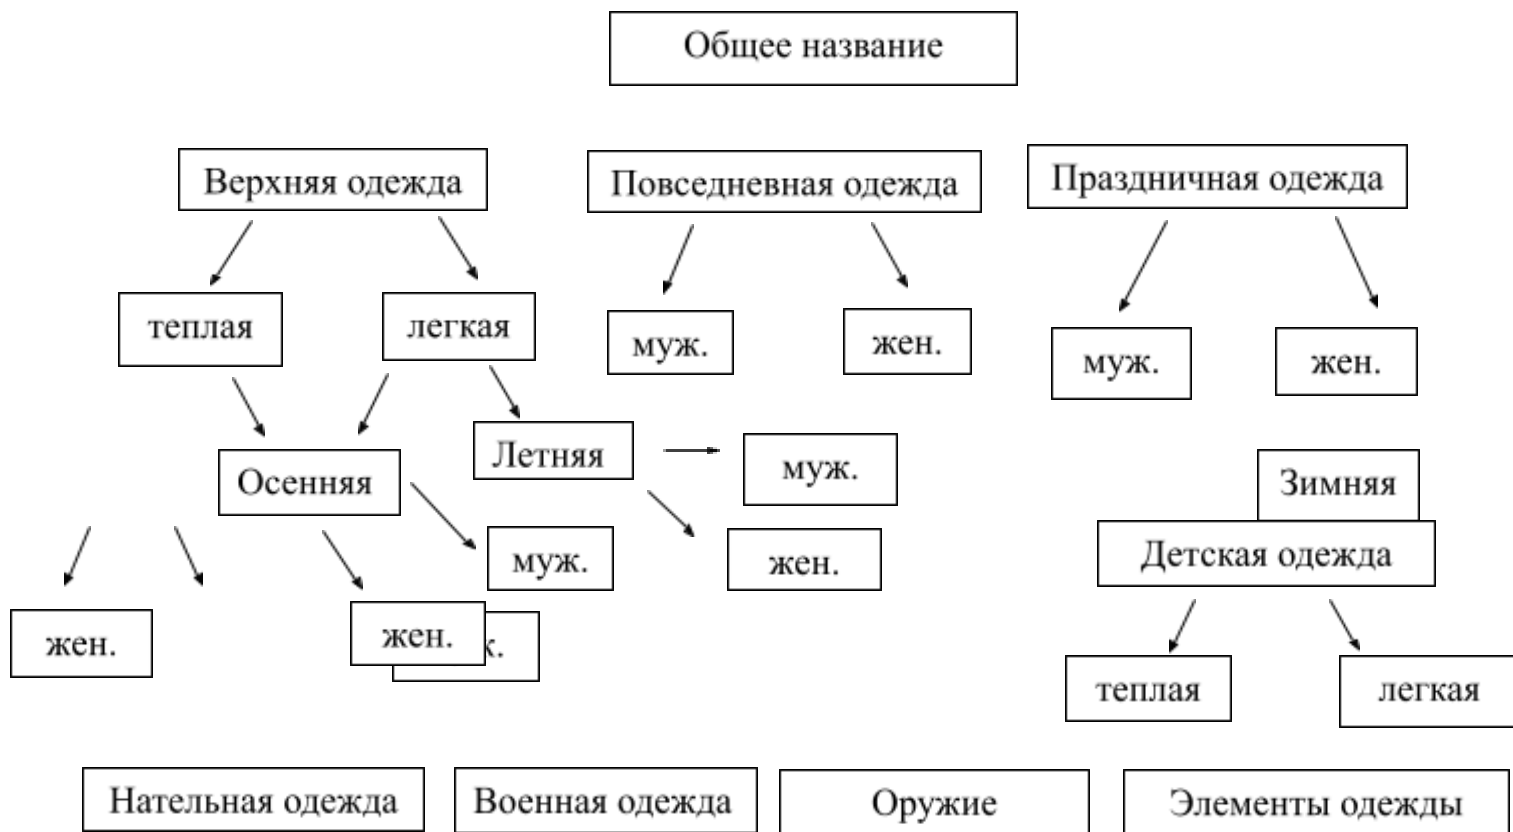 Общее название
Верхняя одежда
Повседневная одежда
Праздничная одежда
теплая
легкая
муж.
жен.
муж.
жен.
Осенняя
Летняя
муж.
Зимняя
муж.
жен.
Детская одежда
жен.
жен.
теплая
легкая
Нательная одежда
Военная одежда
Оружие
Элементы одежды